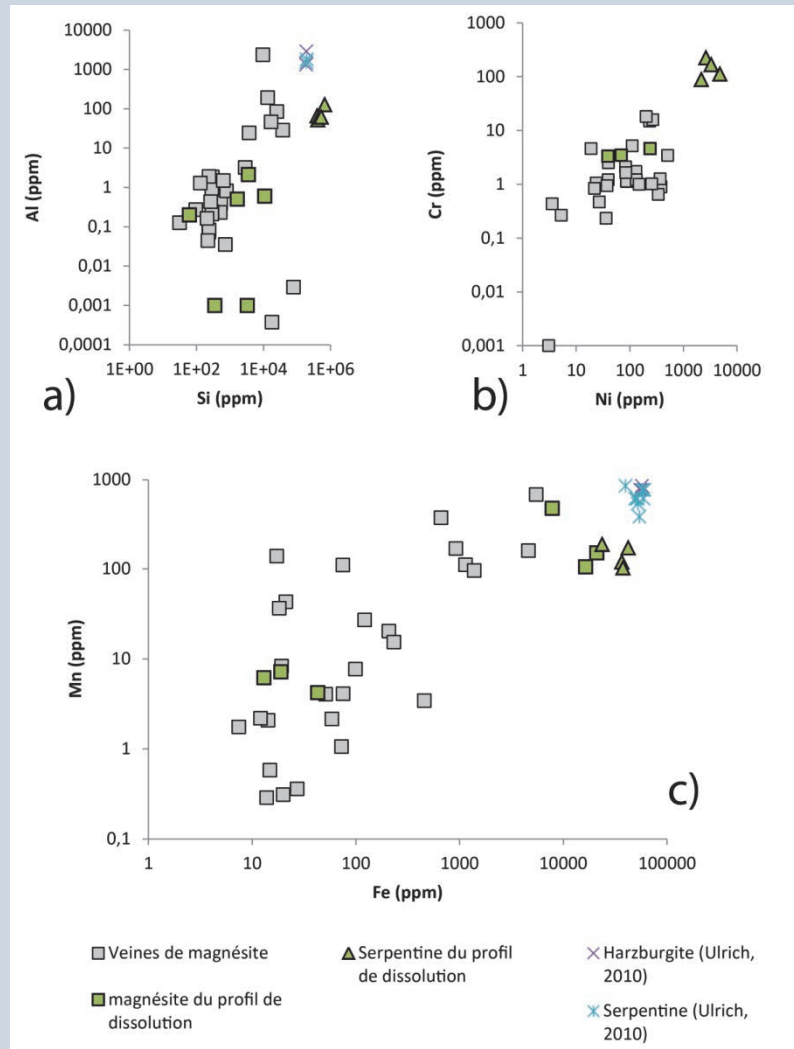 10000
1000
100
10
1
0,1
0,01
0,001
0,0001
Al (ppm)
1E+00 1E+02 1E+04 1E+06
Si (ppm)
a)
1000
100
10
1
0,1
0,01
0,001
Cr (ppm)
1 10 100 1000 10000
Ni (ppm)
b)
1000
100
10
1
0,1
Mn (ppm)
1 10 100 1000 10000 100000
Fe (ppm)
c)
Veines de magnésite
magnésite du profil de
dissolution
Serpentine du profil
de dissolution
Harzburgite (Ulrich,
2010)
Serpentine (Ulrich,
2010)